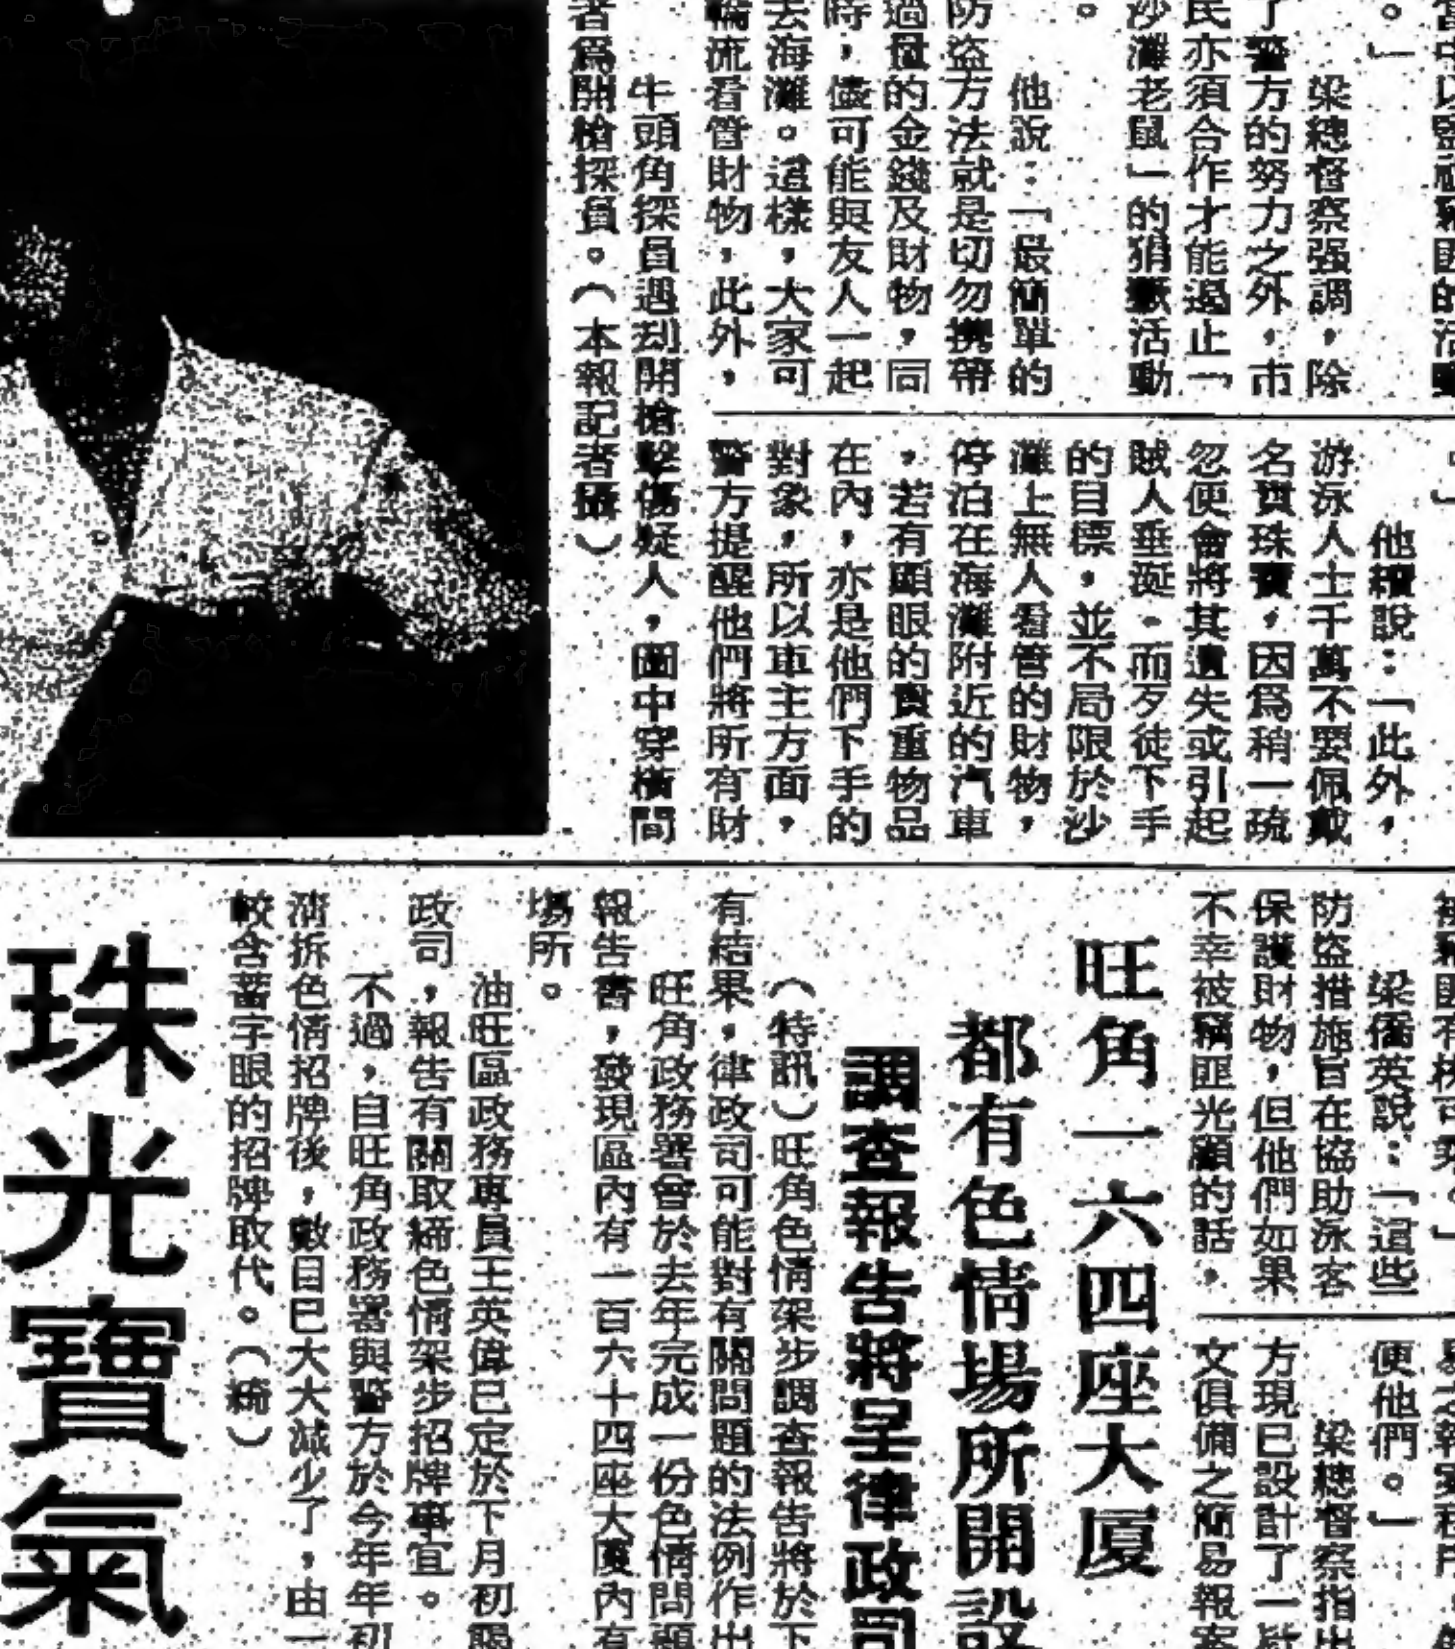 。」
梁總督察强調，除
了警方的努力之外，市
民亦須合作才能遏止「
沙灘老鼠」的猖獗活動
。
他說：「最簡單的
防盜方法就是切勿携帶
過量的金錢及財物，同
時，儘可能與友人一起
去海灘。這樣，大家可
輪流看管財物，此外，
。」
他續說：「此外，
游泳人士千萬不要佩戴
名貴珠寶，因爲稍一疏
忽便會將其遺失或引起
賊人垂涎。而歹徒下手
的目標，並不局限於沙
灘上無人看管的財物，
停泊在海灘附近的汽車
，若有顯眼的貴重物品
在內，亦是他們下手的
對象，所以車主方面，
警方提醒他們將所有財
牛頭角探員遇刦開槍擊傷疑人，圖中穿橫間
者爲開槍探員。（本報記者攝）
梁儒英說：「這些
防盜措施旨在協助泳客
保護財物，但他們如果
不幸被竊匪光顧的話，
便他們。」
梁總督察指出
方現已設計了一
文俱備之簡易報案
旺角一六四座大厦
都有色情場所開設
調查報告將呈律政司
（特訊）旺角色情架步調查報告將於下
有結果，律政司可能對有關問題的法例作出
旺角政務署會於去年完成一份色情問題
報告書，發現區內有一百六十四座大廈內有
場所。
油旺區政務專員王英偉已定於下月初
政司，報告有關取締色情架步招牌事宜。
不過，自旺角政務署與警方於今年年初
清拆色情招牌後，數目已大大減少了，由一
較含蓄字眼的招牌取代。（綺）
珠光寶氣